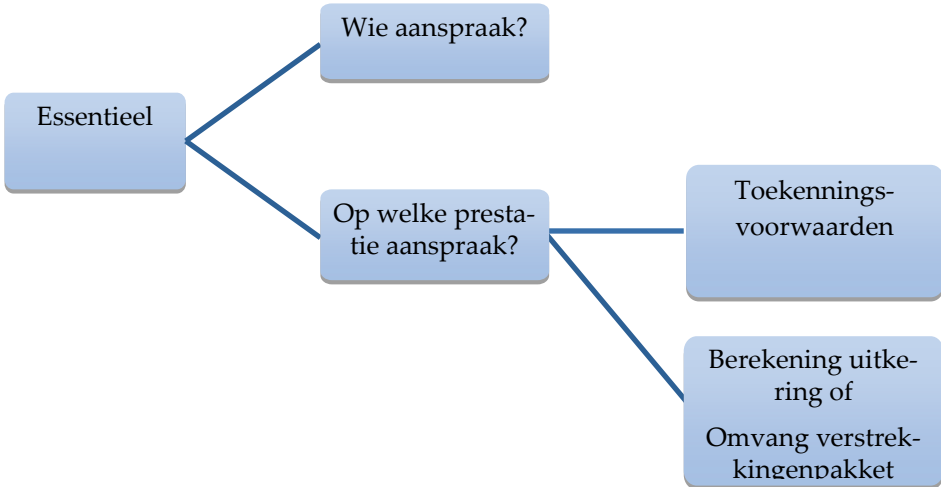 Wie aanspraak?
Essentieel
Op welke presta-
tie aanspraak?
Toekennings-
voorwaarden
Berekening uitke-
ring of
Omvang verstrek-
kingenpakket